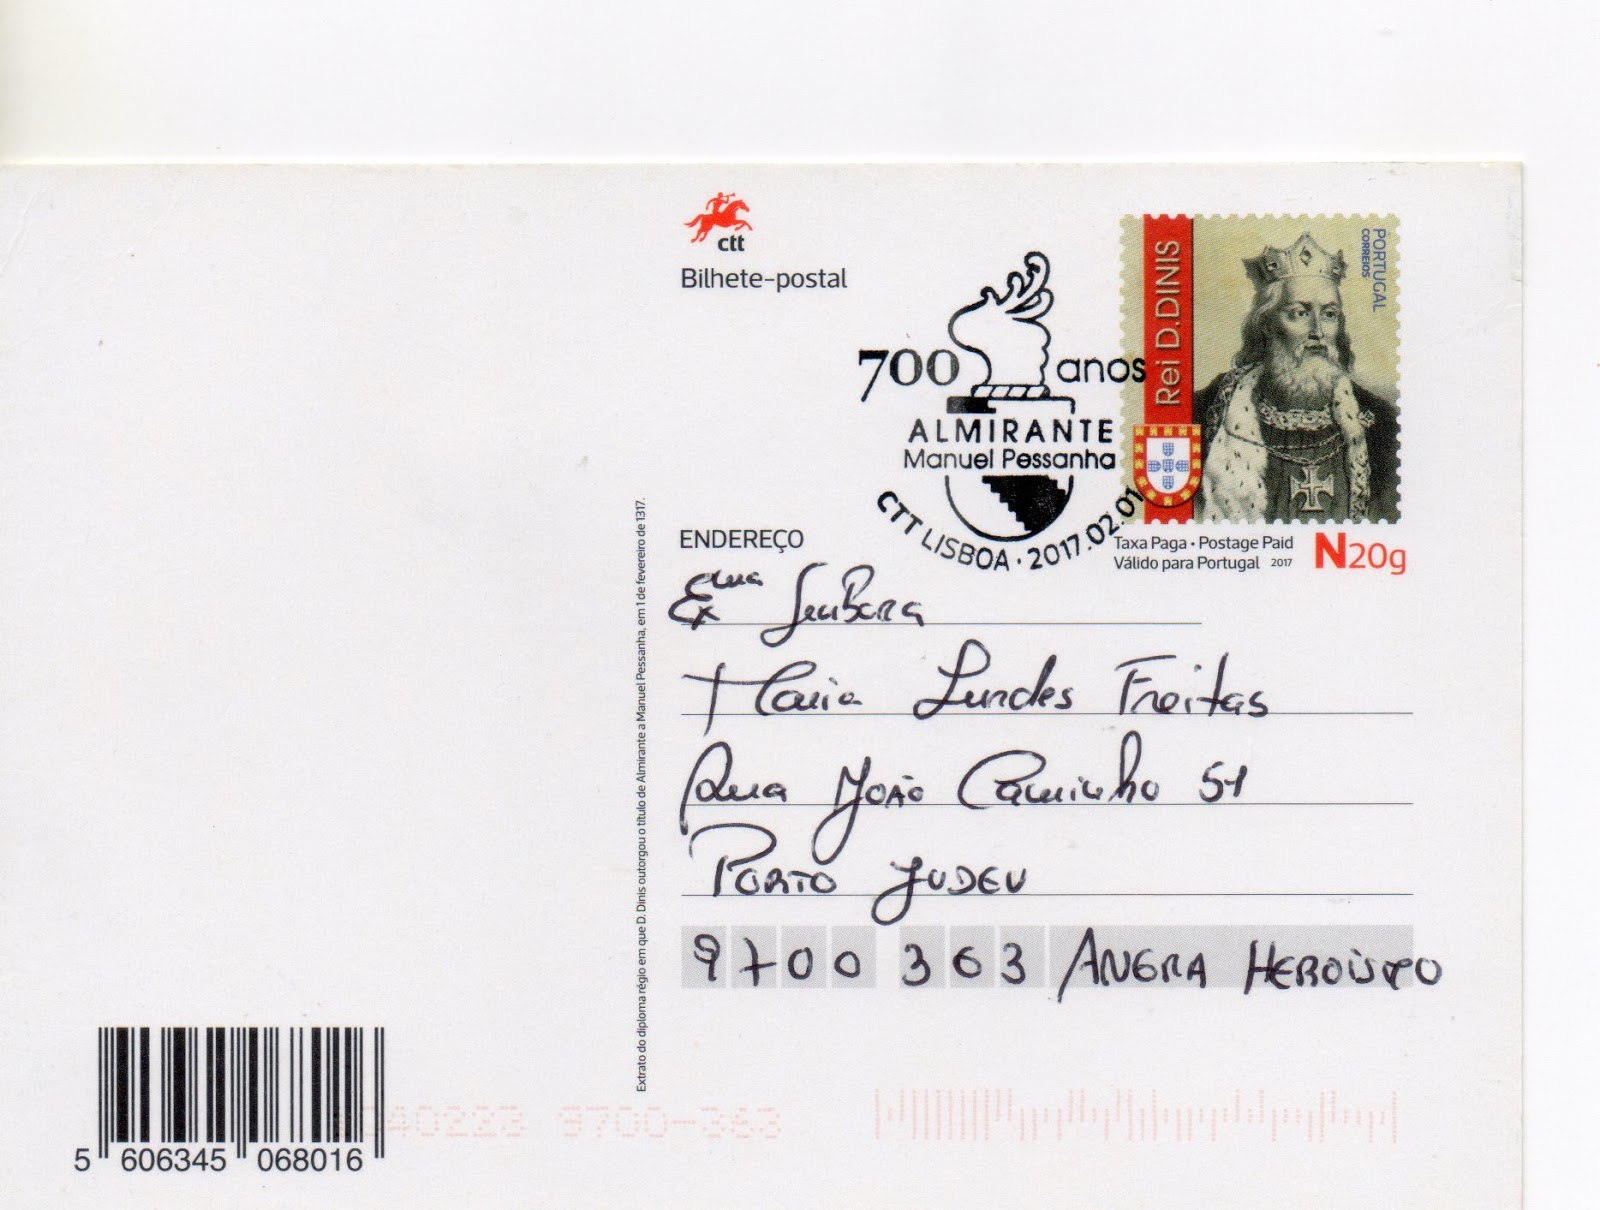 ctt
Bilhete-postal
PORTUGAL
CORREIOS
Rei D.DINIS
700 anos
ALMIRANTE
Manuel Pessanha
CTT LISBOA · 2017.02.01
Taxa Paga • Postage Paid
Válido para Portugal 2017
N20g
ENDEREÇO
Exma Senhora
Maria Lurdes Freitas
Rua João Caminho 51
PORTO JUDEU
9700 363 ANGRA HEROÍSMO
Extrato do diploma régio em que D. Dinis outorgou o título de Almirante a Manuel Pessanha, em 1 de fevereiro de 1317.
040223 9700-363
5 606345 068016